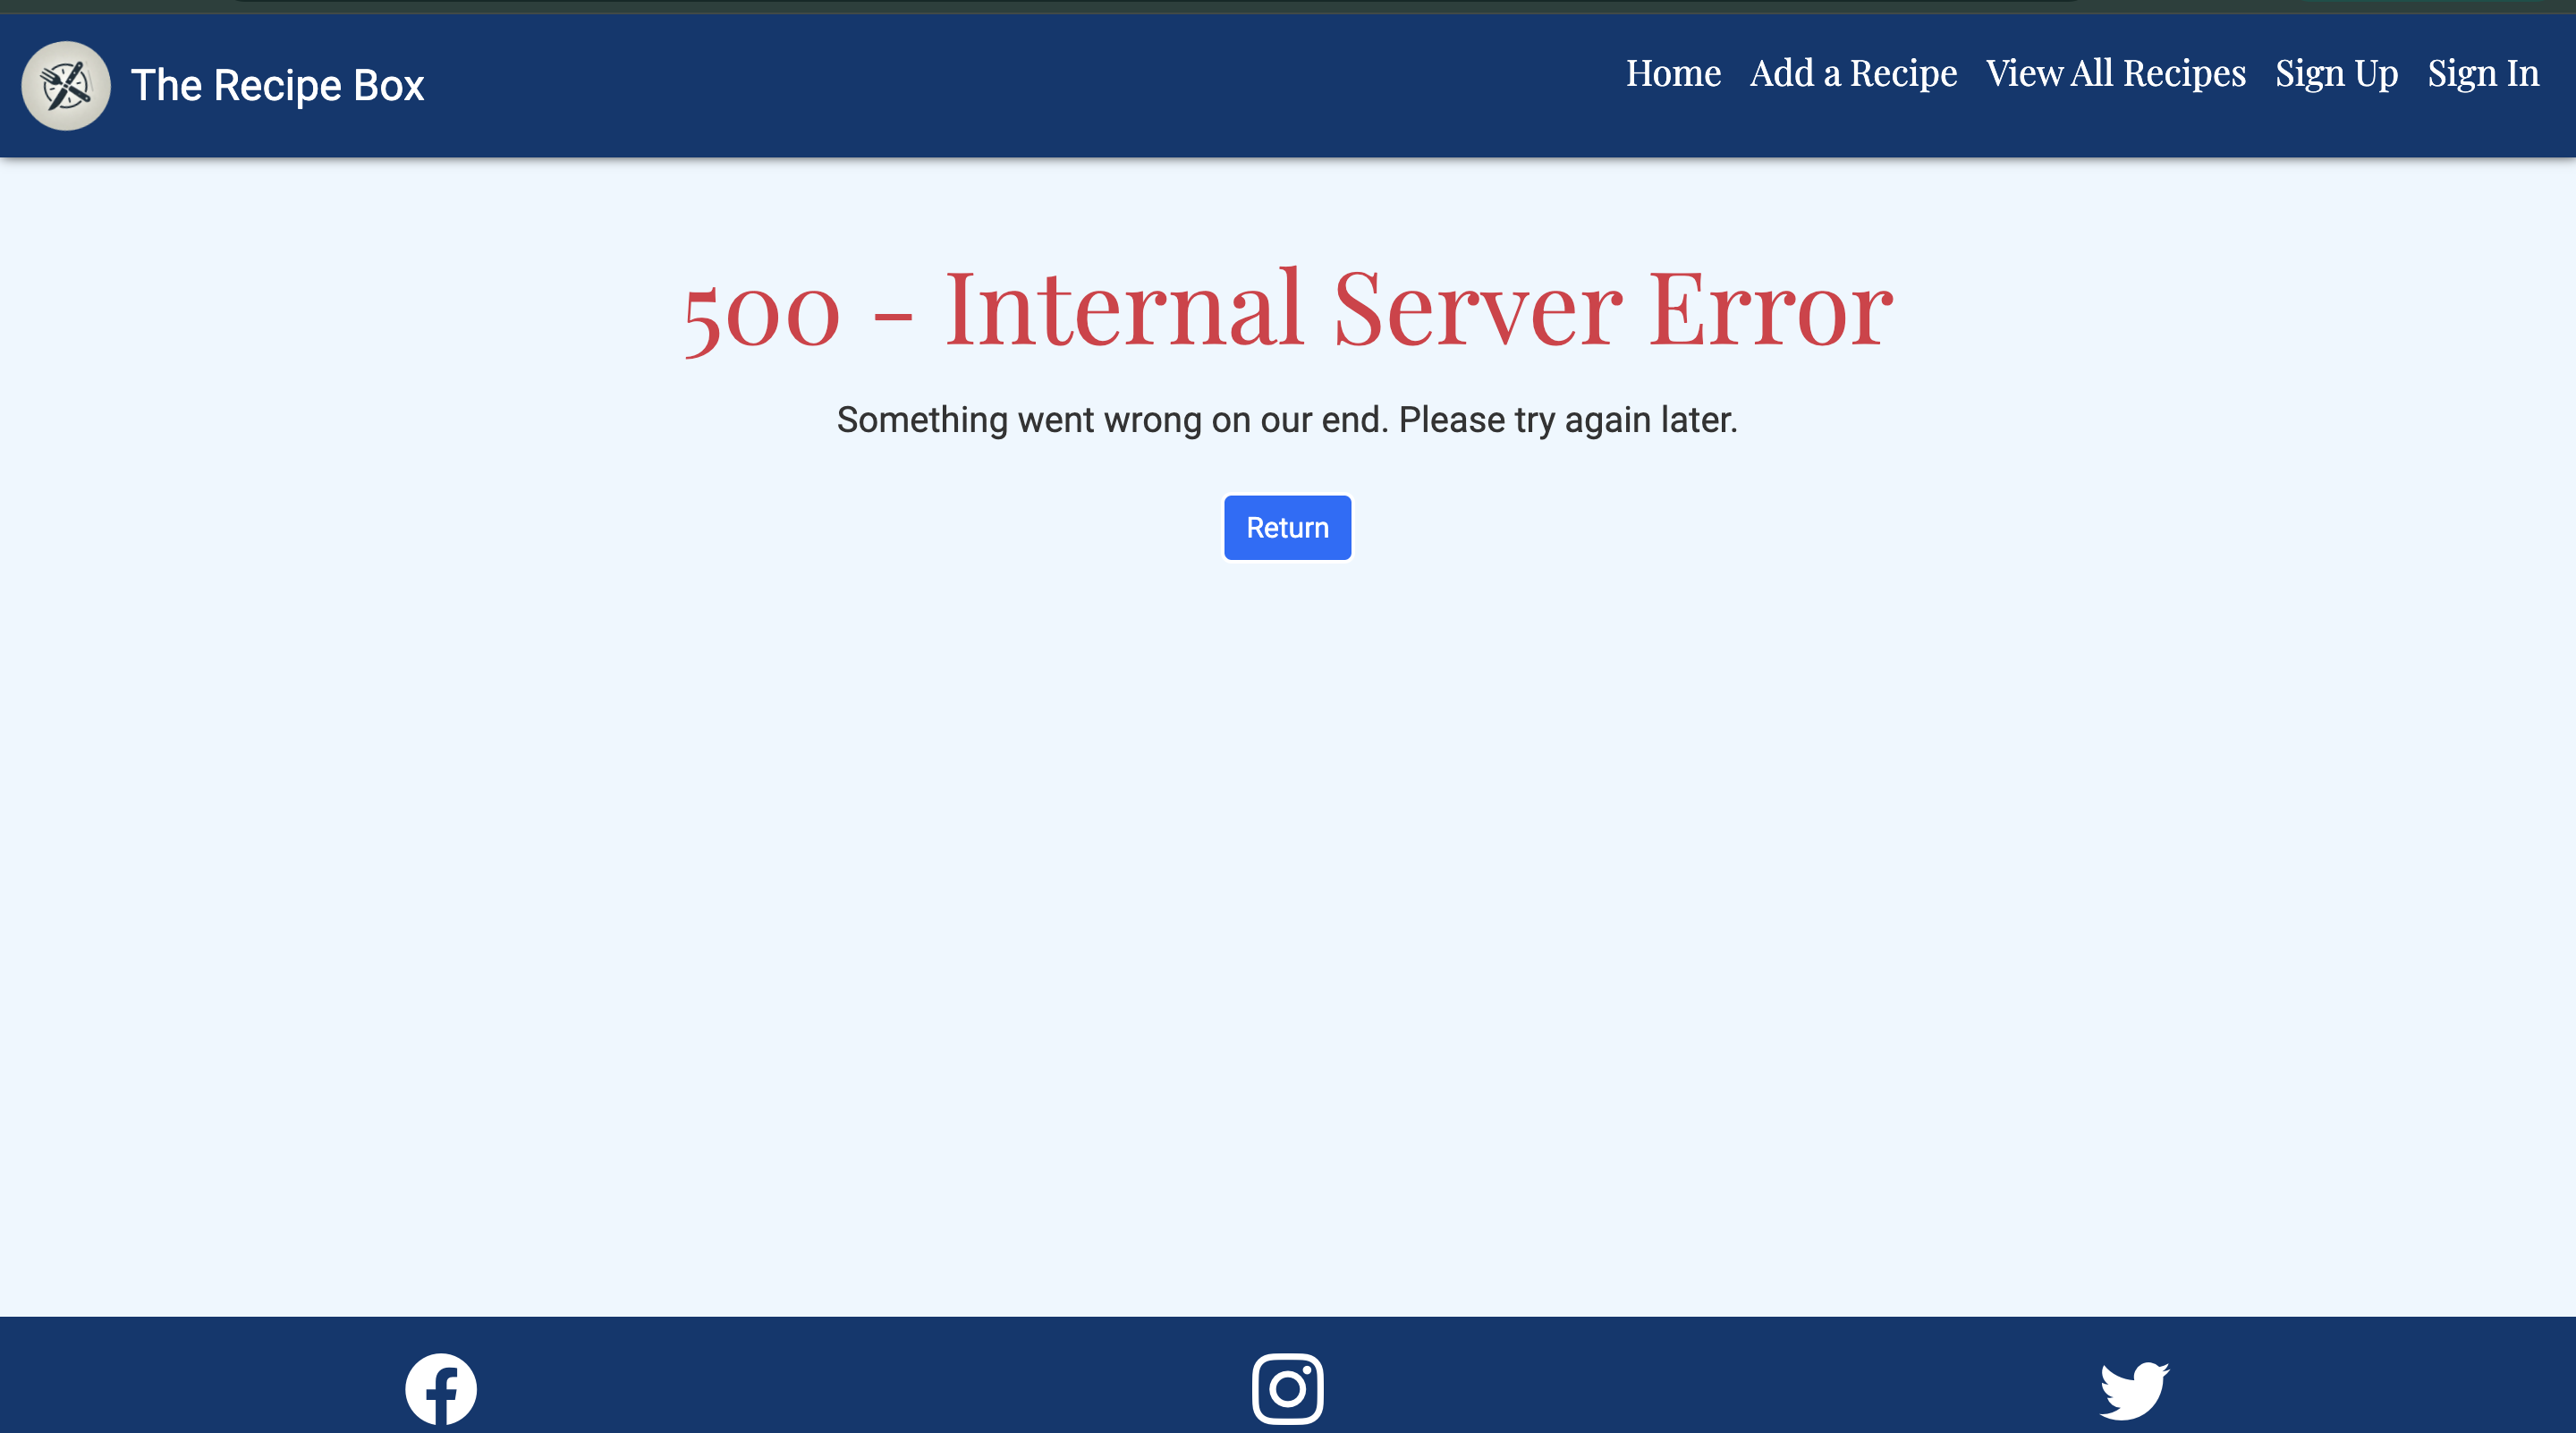 The Recipe Box
Home Add a Recipe View All Recipes Sign Up Sign In
500 - Internal Server Error
Something went wrong on our end. Please try again later.
Return